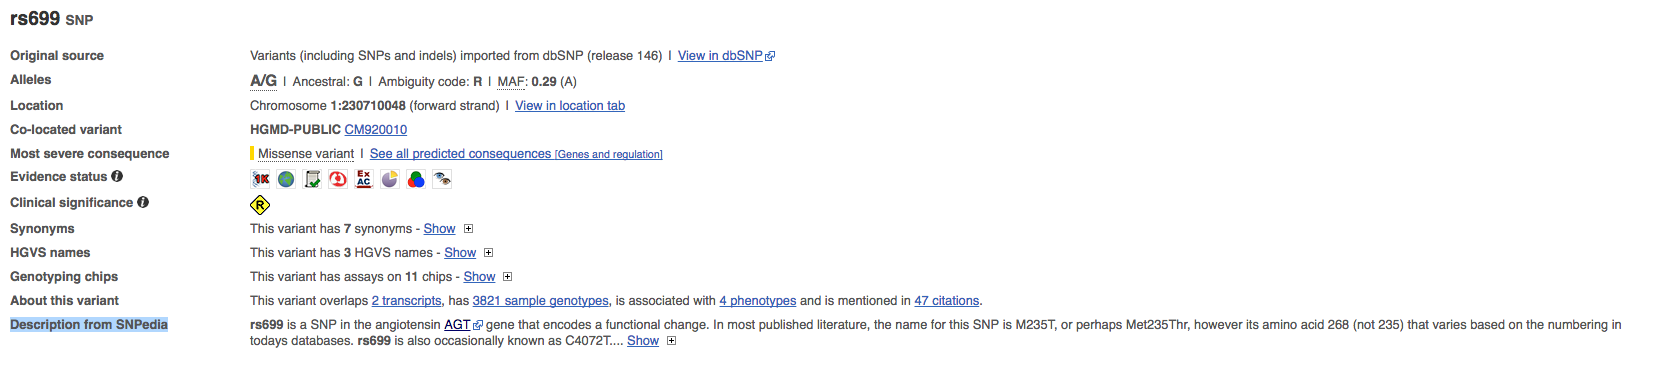 rs699 SNP
Original source Variants (including SNPs and indels) imported from dbSNP (release 146) | View in dbSNP
Alleles A/G | Ancestral: G | Ambiguity code: R | MAF: 0.29 (A)
Location Chromosome 1:230710048 (forward strand) | View in location tab
Co-located variant HGMD-PUBLIC CM920010
Most severe consequence Missense variant | See all predicted consequences [Genes and regulation]
Evidence status i 1K Ex AC
Clinical significance i R
Synonyms This variant has 7 synonyms - Show
HGVS names This variant has 3 HGVS names - Show
Genotyping chips This variant has assays on 11 chips - Show
About this variant This variant overlaps 2 transcripts, has 3821 sample genotypes, is associated with 4 phenotypes and is mentioned in 47 citations.
Description from SNPedia rs699 is a SNP in the angiotensin AGT gene that encodes a functional change. In most published literature, the name for this SNP is M235T, or perhaps Met235Thr, however its amino acid 268 (not 235) that varies based on the numbering in
todays databases. rs699 is also occasionally known as C4072T.... Show